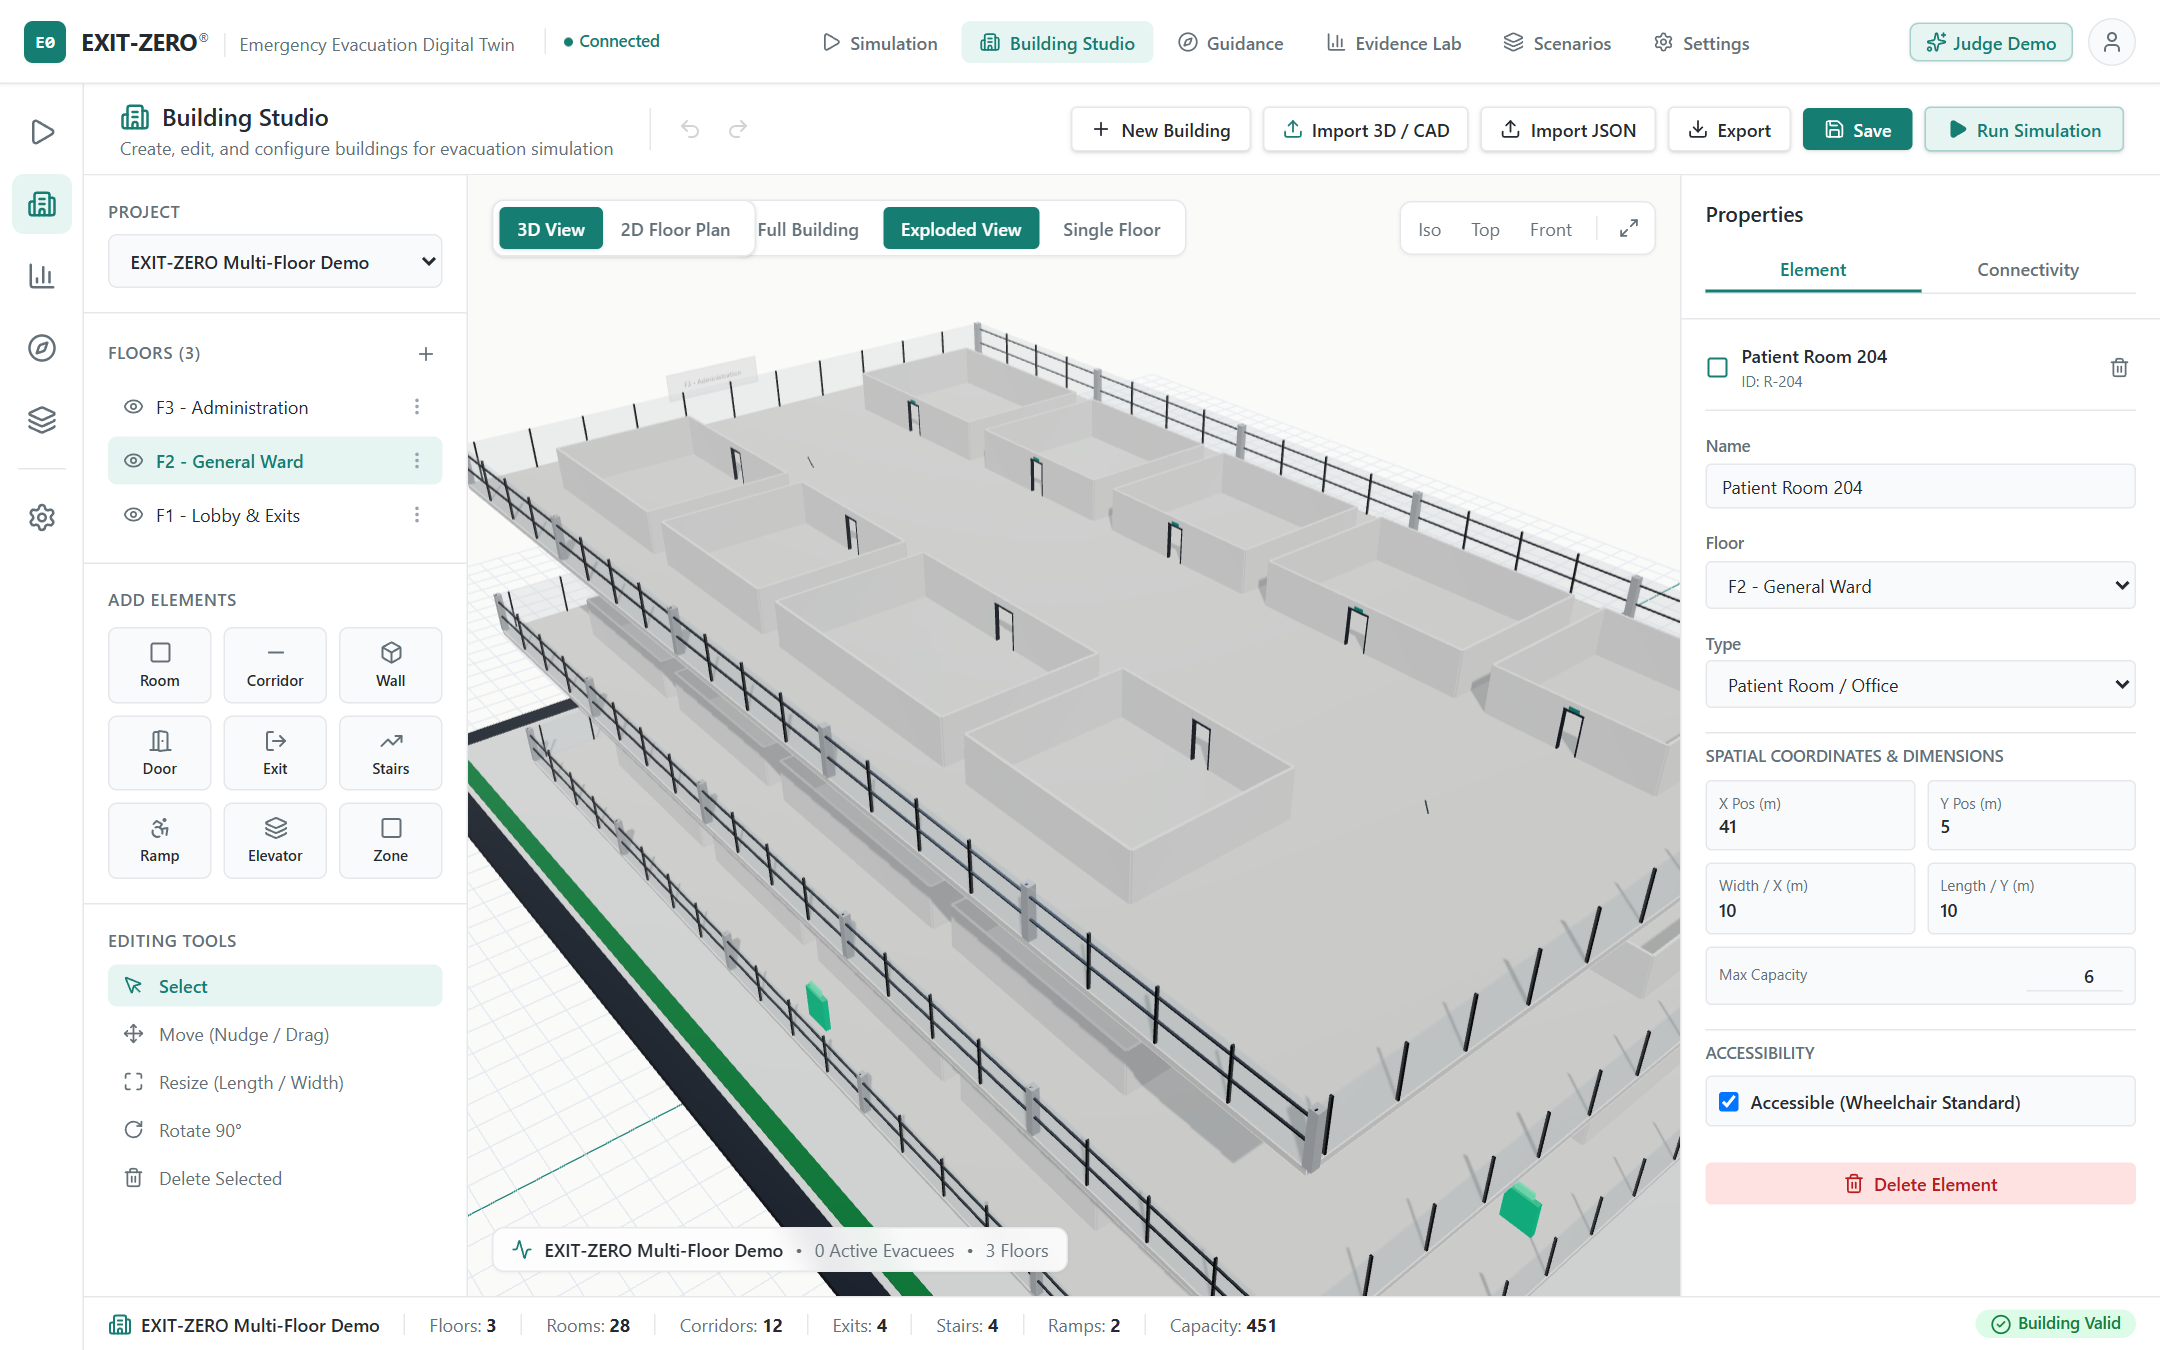 E0 EXIT-ZERO® Emergency Evacuation Digital Twin Connected Simulation Building Studio Guidance Evidence Lab Scenarios Settings Judge Demo
Building Studio
Create, edit, and configure buildings for evacuation simulation
New Building Import 3D / CAD Import JSON Export Save Run Simulation
PROJECT
EXIT-ZERO Multi-Floor Demo
FLOORS (3)
F3 - Administration
F2 - General Ward
F1 - Lobby & Exits
ADD ELEMENTS
Room Corridor Wall
Door Exit Stairs
Ramp Elevator Zone
EDITING TOOLS
Select
Move (Nudge / Drag)
Resize (Length / Width)
Rotate 90°
Delete Selected
3D View 2D Floor Plan Full Building Exploded View Single Floor
Iso Top Front
F3 - Administration
EXIT-ZERO Multi-Floor Demo • 0 Active Evacuees • 3 Floors
Properties
Element Connectivity
Patient Room 204
ID: R-204
Name
Patient Room 204
Floor
F2 - General Ward
Type
Patient Room / Office
SPATIAL COORDINATES & DIMENSIONS
X Pos (m) Y Pos (m)
41 5
Width / X (m) Length / Y (m)
10 10
Max Capacity 6
ACCESSIBILITY
Accessible (Wheelchair Standard)
Delete Element
EXIT-ZERO Multi-Floor Demo Floors: 3 Rooms: 28 Corridors: 12 Exits: 4 Stairs: 4 Ramps: 2 Capacity: 451 Building Valid